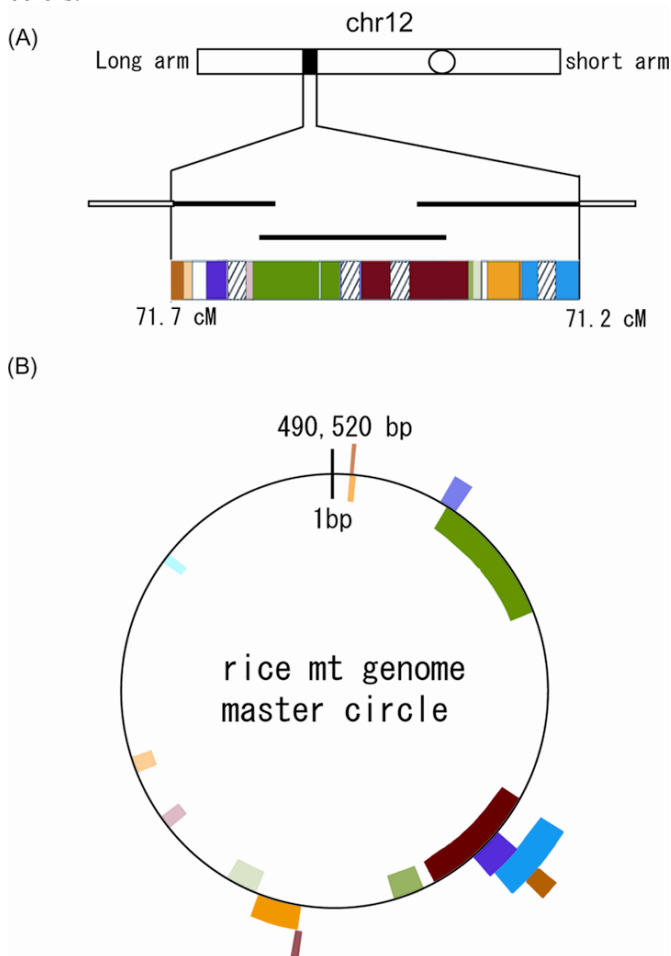 (A)
chr12
Long arm
short arm
71.7 cM
71.2 cM
(B)
490,520 bp
1bp
rice mt genome
master circle